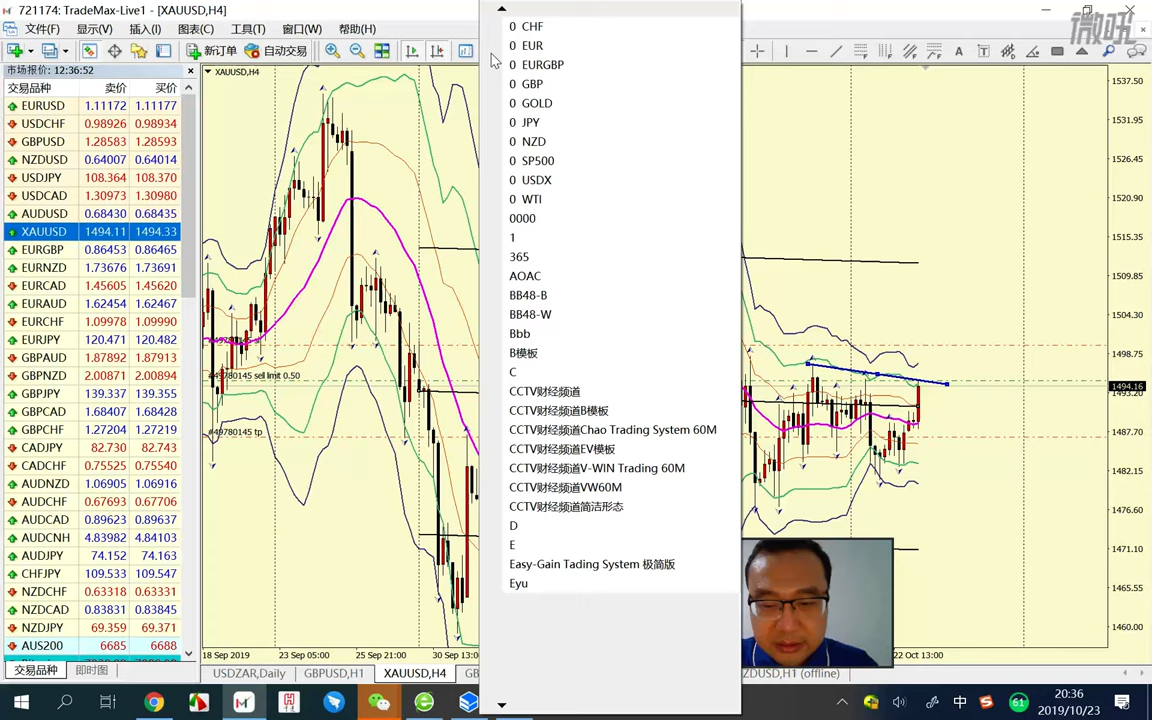 721174: TradeMax-Live1 - [XAUUSD,H4]
微吼
文件(F) 显示(V) 插入(I) 图表(C) 工具(T) 窗口(W) 帮助(H)
新订单 自动交易
市场报价: 12:36:52
交易品种 卖价 买价
EURUSD 1.11172 1.11177
USDCHF 0.98926 0.98934
GBPUSD 1.28583 1.28593
NZDUSD 0.64007 0.64014
USDJPY 108.364 108.370
USDCAD 1.30973 1.30980
AUDUSD 0.68430 0.68435
XAUUSD 1494.11 1494.33
EURGBP 0.86453 0.86465
EURNZD 1.73676 1.73691
EURCAD 1.45605 1.45620
EURAUD 1.62454 1.62467
EURCHF 1.09978 1.09990
EURJPY 120.471 120.482
GBPAUD 1.87892 1.87913
GBPNZD 2.00871 2.00894
GBPJPY 139.337 139.355
GBPCAD 1.68407 1.68428
GBPCHF 1.27204 1.27219
CADJPY 82.730 82.743
CADCHF 0.75525 0.75540
AUDNZD 1.06905 1.06916
AUDCHF 0.67693 0.67706
AUDCAD 0.89623 0.89637
AUDCNH 4.83982 4.84103
AUDJPY 74.152 74.163
CHFJPY 109.533 109.547
NZDCHF 0.63318 0.63331
NZDCAD 0.83831 0.83845
NZDJPY 69.359 69.371
AUS200 6685 6688
交易品种 即时图
XAUUSD,H4
#49780145 sell limit 0.50
#49780145 tp
18 Sep 2019 23 Sep 05:00 25 Sep 21:00 30 Sep 13:0
USDZAR,Daily GBPUSD,H1 XAUUSD,H4 GB
0 CHF
0 EUR
0 EURGBP
0 GBP
0 GOLD
0 JPY
0 NZD
0 SP500
0 USDX
0 WTI
0000
1
365
AOAC
BB48-B
BB48-W
Bbb
B模板
C
CCTV财经频道
CCTV财经频道B模板
CCTV财经频道Chao Trading System 60M
CCTV财经频道EV模板
CCTV财经频道V-WIN Trading 60M
CCTV财经频道VW60M
CCTV财经频道简洁形态
D
E
Easy-Gain Tading System 极简版
Eyu
A T
1537.50
1531.95
1526.45
1520.90
1515.35
1509.85
1504.30
1498.75
1494.16
1493.20
1487.70
1482.15
1476.60
1471.10
1465.55
1460.00
22 Oct 13:00
ZDUSD,H1 (offline)
中 61 20:36
2019/10/23